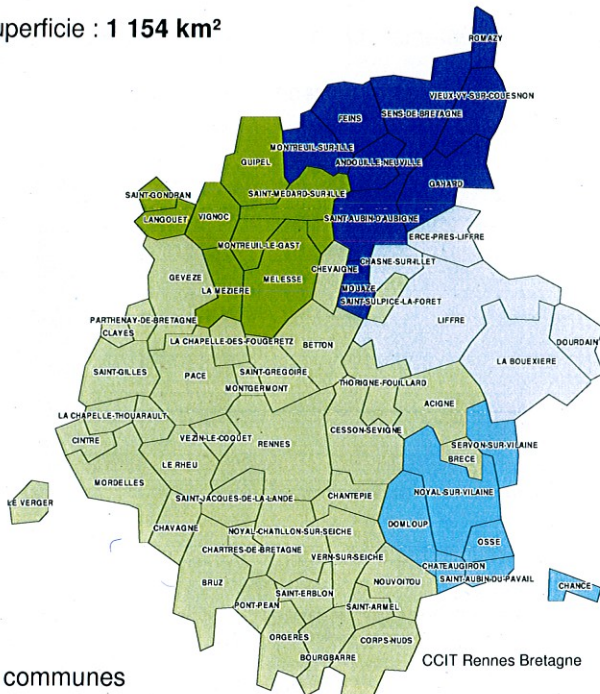 uperficie : 1 154 km²
ROMAZY
VIEUX-VY-SUR-COUESNON
SENS-DE-BRETAGNE
FEINS
MONTREUIL-SUR-ILLE
ANDOUILLE-NEUVILLE
GUIPEL
GAHARD
SAINT-GONDRAN
SAINT-MEDARD-SUR-ILLE
LANGOUET
VIGNOC
SAINT-AUBIN-D'AUBIGNE
ERCE-PRES-LIFFRE
MONTREUIL-LE-GAST
CHASNE-SUR-ILLET
CHEVAIGNE
GEVEZE
MELESSE
LA MEZIERE
MOUAZE
SAINT-SULPICE-LA-FORET
PARTHENAY-DE-BRETAGNE
LIFFRE
CLAYES
LA CHAPELLE-DES-FOUGERETZ
BETTON
DOURDAIN
LA BOUEXIERE
SAINT-GILLES
PACE
SAINT-GREGOIRE
THORIGNE-FOUILLARD
MONTGERMONT
ACIGNE
LA CHAPELLE-THOUARAULT
CESSON-SEVIGNE
CINTRE
VEZIN-LE-COQUET
RENNES
SERVON-SUR-VILAINE
BRECE
LE RHEU
MORDELLES
NOYAL-SUR-VILAINE
SAINT-JACQUES-DE-LA-LANDE
CHANTEPIE
LE VERGER
CHAVAGNE
DOMLOUP
NOYAL-CHATILLON-SUR-SEICHE
OSSE
CHARTRES-DE-BRETAGNE
VERN-SUR-SEICHE
CHATEAUGIRON
SAINT-AUBIN-DU-PAVAIL
BRUZ
NOUVOITOU
CHANCE
SAINT-ERBLON
PONT-PEAN
SAINT-ARMEL
ORGERES
CORPS-NUDS
BOURGBARRE
CCIT Rennes Bretagne
communes